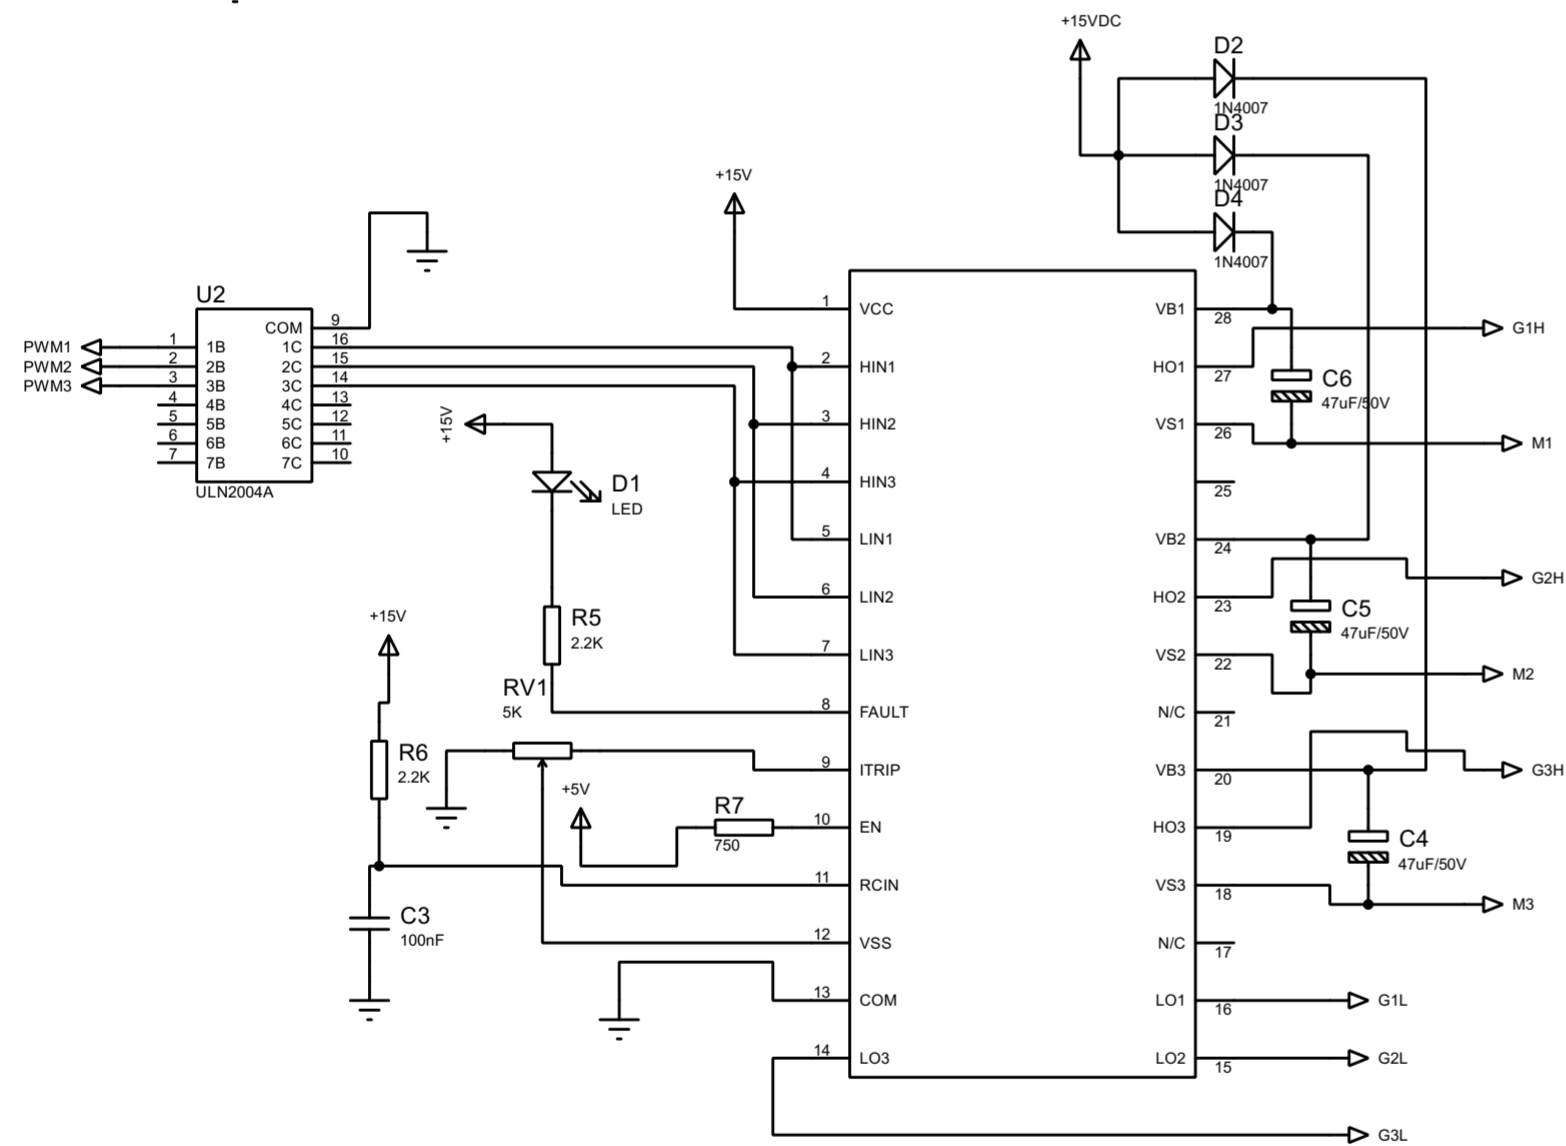 +15VDC
D2
1N4007
D3
1N4007
D4
1N4007
+15V
U2
COM 9
PWM1 1 1B 1C 16
PWM2 2 2B 2C 15
PWM3 3 3B 3C 14
4 4B 4C 13
5 5B 5C 12
6 6B 6C 11
7 7B 7C 10
ULN2004A
+15V
D1
LED
R5
2.2K
+15V
RV1
5K
R6
2.2K
+5V
R7
750
C3
100nF
1 VCC VB1 28
G1H
2 HIN1 HO1 27
C6
47uF/50V
3 HIN2 VS1 26
M1
4 HIN3 25
5 LIN1 VB2 24
G2H
6 LIN2 HO2 23
C5
47uF/50V
7 LIN3 VS2 22
M2
8 FAULT N/C 21
9 ITRIP VB3 20 G3H
10 EN HO3 19
C4
47uF/50V
11 RCIN VS3 18
M3
12 VSS N/C 17
13 COM LO1 16 G1L
14 LO3 LO2 15 G2L
G3L